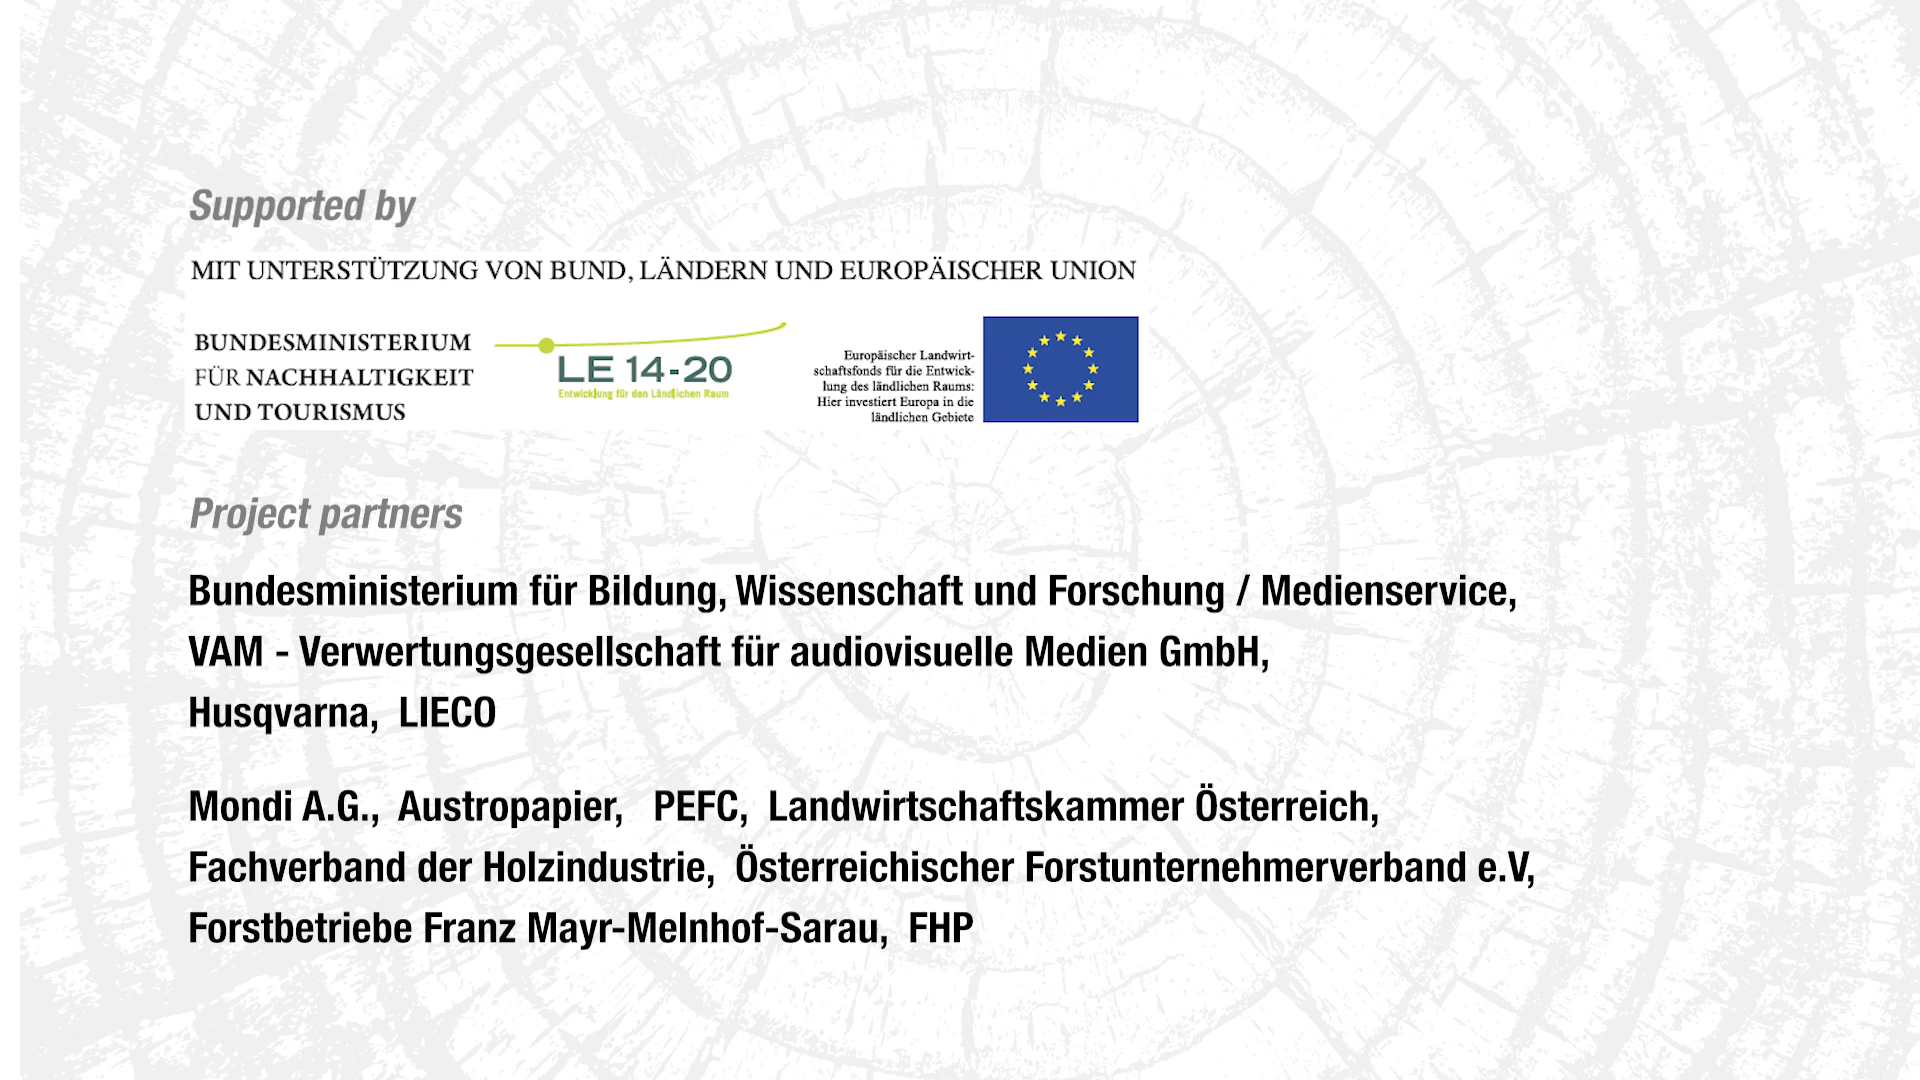 Supported by
MIT UNTERSTÜTZUNG VON BUND, LÄNDERN UND EUROPÄISCHER UNION
BUNDESMINISTERIUM
FÜR NACHHALTIGKEIT
UND TOURISMUS
LE 14-20
Entwicklung für den Ländlichen Raum
Europäischer Landwirt-
schaftsfonds für die Entwick-
lung des ländlichen Raums:
Hier investiert Europa in die
ländlichen Gebiete
Project partners
Bundesministerium für Bildung, Wissenschaft und Forschung / Medienservice,
VAM - Verwertungsgesellschaft für audiovisuelle Medien GmbH,
Husqvarna, LIECO
Mondi A.G., Austropapier, PEFC, Landwirtschaftskammer Österreich,
Fachverband der Holzindustrie, Österreichischer Forstunternehmerverband e.V,
Forstbetriebe Franz Mayr-Melnhof-Sarau, FHP